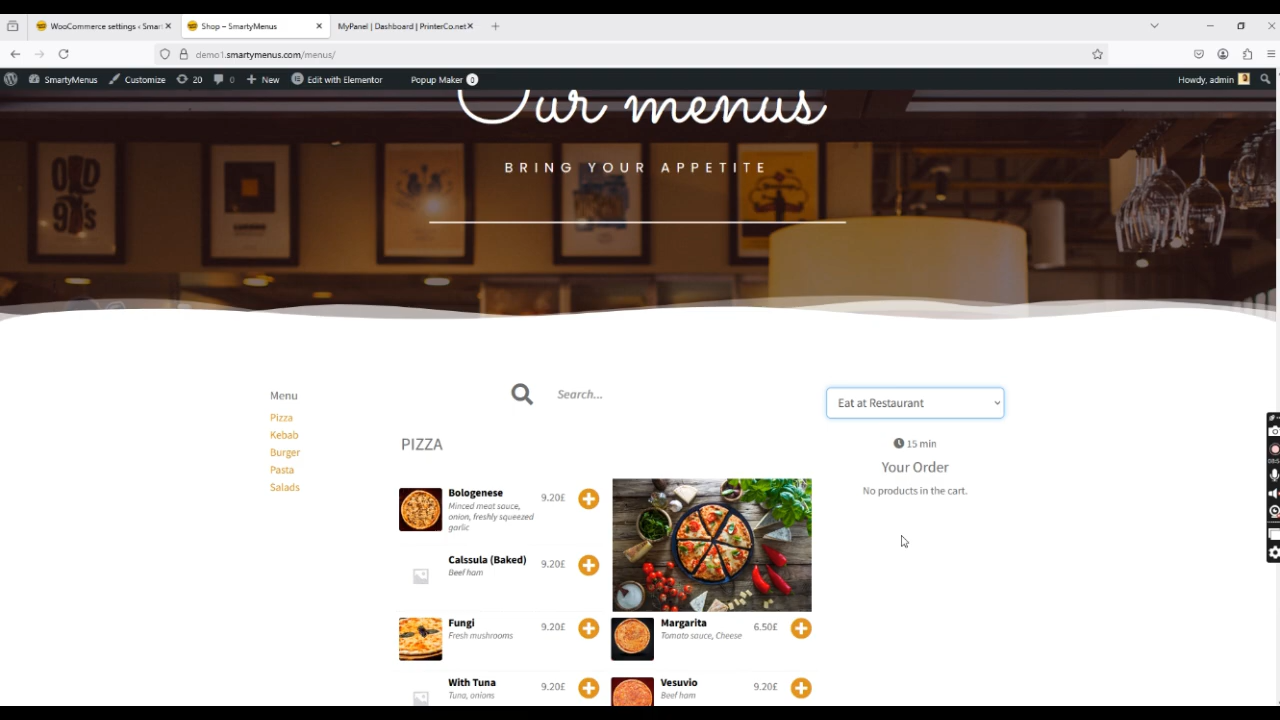 WooCommerce settings ‹ Smart
Shop – SmartyMenus
MyPanel | Dashboard | PrinterCo.net
demo1.smartymenus.com/menus/
SmartyMenus
Customize
20
0
New
Edit with Elementor
Popup Maker 0
Howdy, admin
Our menus
BRING YOUR APPETITE
Menu
Pizza
Kebab
Burger
Pasta
Salads
Search...
PIZZA
Bologenese
9.20£
Minced meat sauce,
onion, freshly squeezed
garlic
Calssula (Baked)
9.20£
Beef ham
Fungi
9.20£
Fresh mushrooms
Margarita
6.50£
Tomato sauce, Cheese
With Tuna
9.20£
Tuna, onions
Vesuvio
9.20£
Beef ham
Eat at Restaurant
15 min
Your Order
No products in the cart.